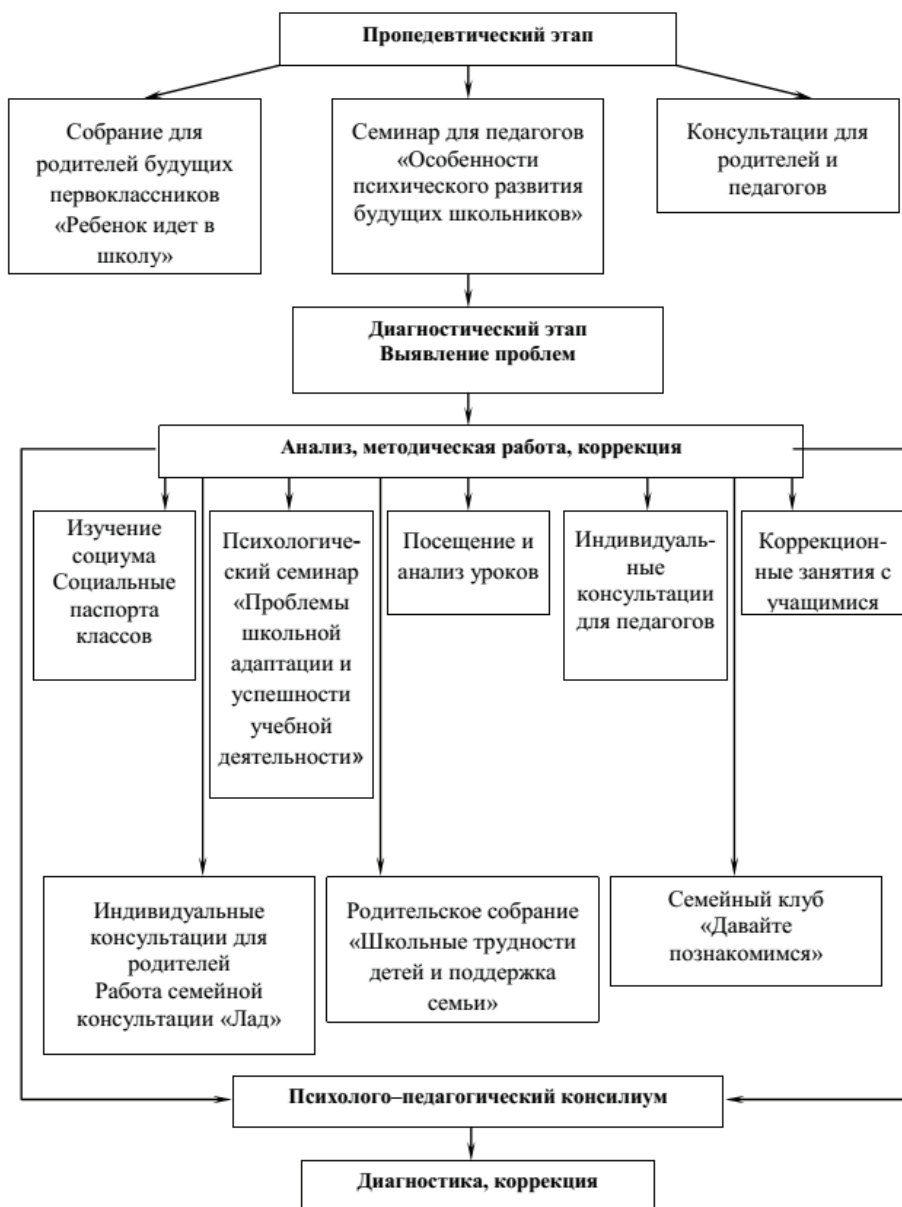 Пропедевтический этап
Собрание для
родителей будущих
первоклассников
«Ребенок идет в
школу»
Семинар для педагогов
«Особенности
психического развития
будущих школьников»
Консультации для
родителей и
педагогов
Диагностический этап
Выявление проблем
Анализ, методическая работа, коррекция
Изучение
социума
Социальные
паспорта
классов
Психологиче-
ский семинар
«Проблемы
школьной
адаптации и
успешности
учебной
деятельности»
Посещение и
анализ уроков
Индивидуаль-
ные
консультации
для педагогов
Коррекцион-
ные занятия с
учащимися
Индивидуальные
консультации для
родителей
Работа семейной
консультации «Лад»
Родительское собрание
«Школьные трудности
детей и поддержка
семьи»
Семейный клуб
«Давайте
познакомимся»
Психолого–педагогический консилиум
Диагностика, коррекция